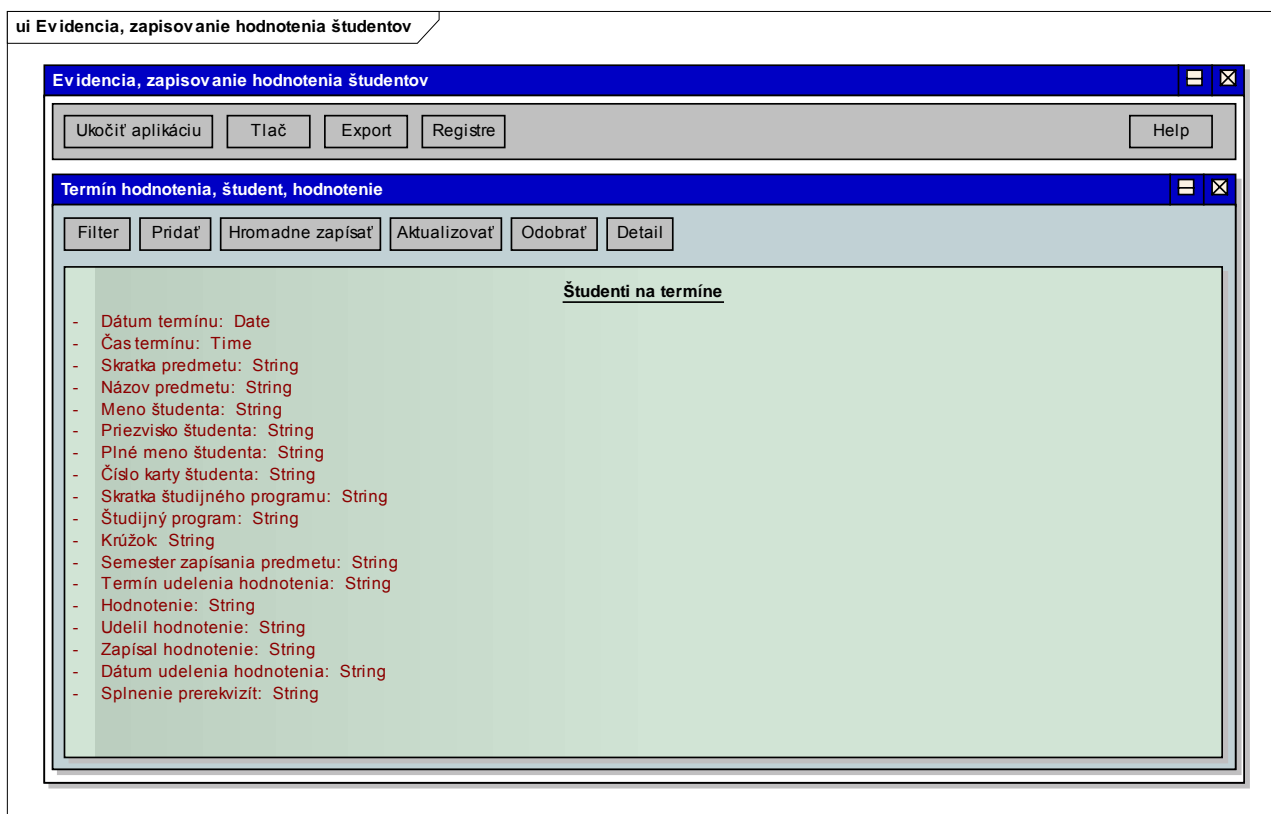 ui Evidencia, zapisovanie hodnotenia študentov
Evidencia, zapisovanie hodnotenia študentov
Ukočiť aplikáciu Tlač Export Registre Help
Termín hodnotenia, študent, hodnotenie
Filter Pridať Hromadne zapísať Aktualizovať Odobrať Detail
Študenti na termíne
- Dátum termínu: Date
- Čas termínu: Time
- Skratka predmetu: String
- Názov predmetu: String
- Meno študenta: String
- Priezvisko študenta: String
- Plné meno študenta: String
- Číslo karty študenta: String
- Skratka študijného programu: String
- Študijný program: String
- Krúžok: String
- Semester zapísania predmetu: String
- Termín udelenia hodnotenia: String
- Hodnotenie: String
- Udelil hodnotenie: String
- Zapísal hodnotenie: String
- Dátum udelenia hodnotenia: String
- Splnenie prerekvizít: String